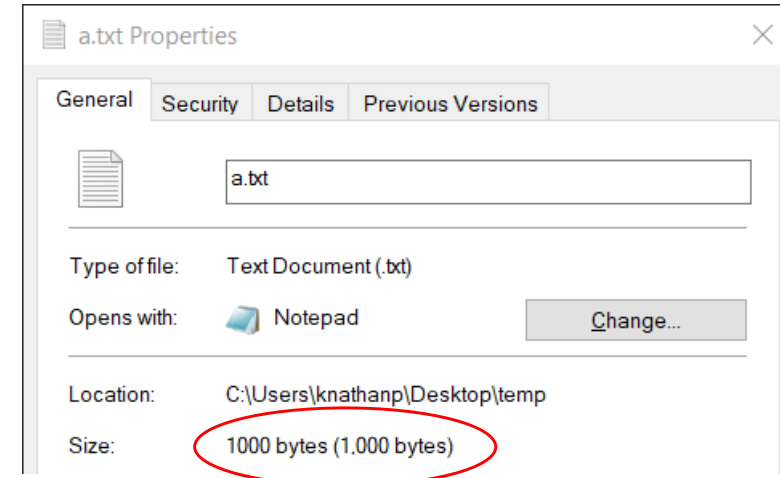 a.txt Properties
General Security Details Previous Versions
a.txt
Type of file: Text Document (.txt)
Opens with: Notepad Change...
Location: C:\Users\knathanp\Desktop\temp
Size: 1000 bytes (1,000 bytes)